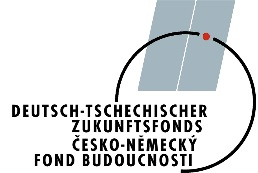 DEUTSCH-TSCHECHISCHER
ZUKUNFTSFONDS
ČESKO-NĚMECKÝ
FOND BUDOUCNOSTI